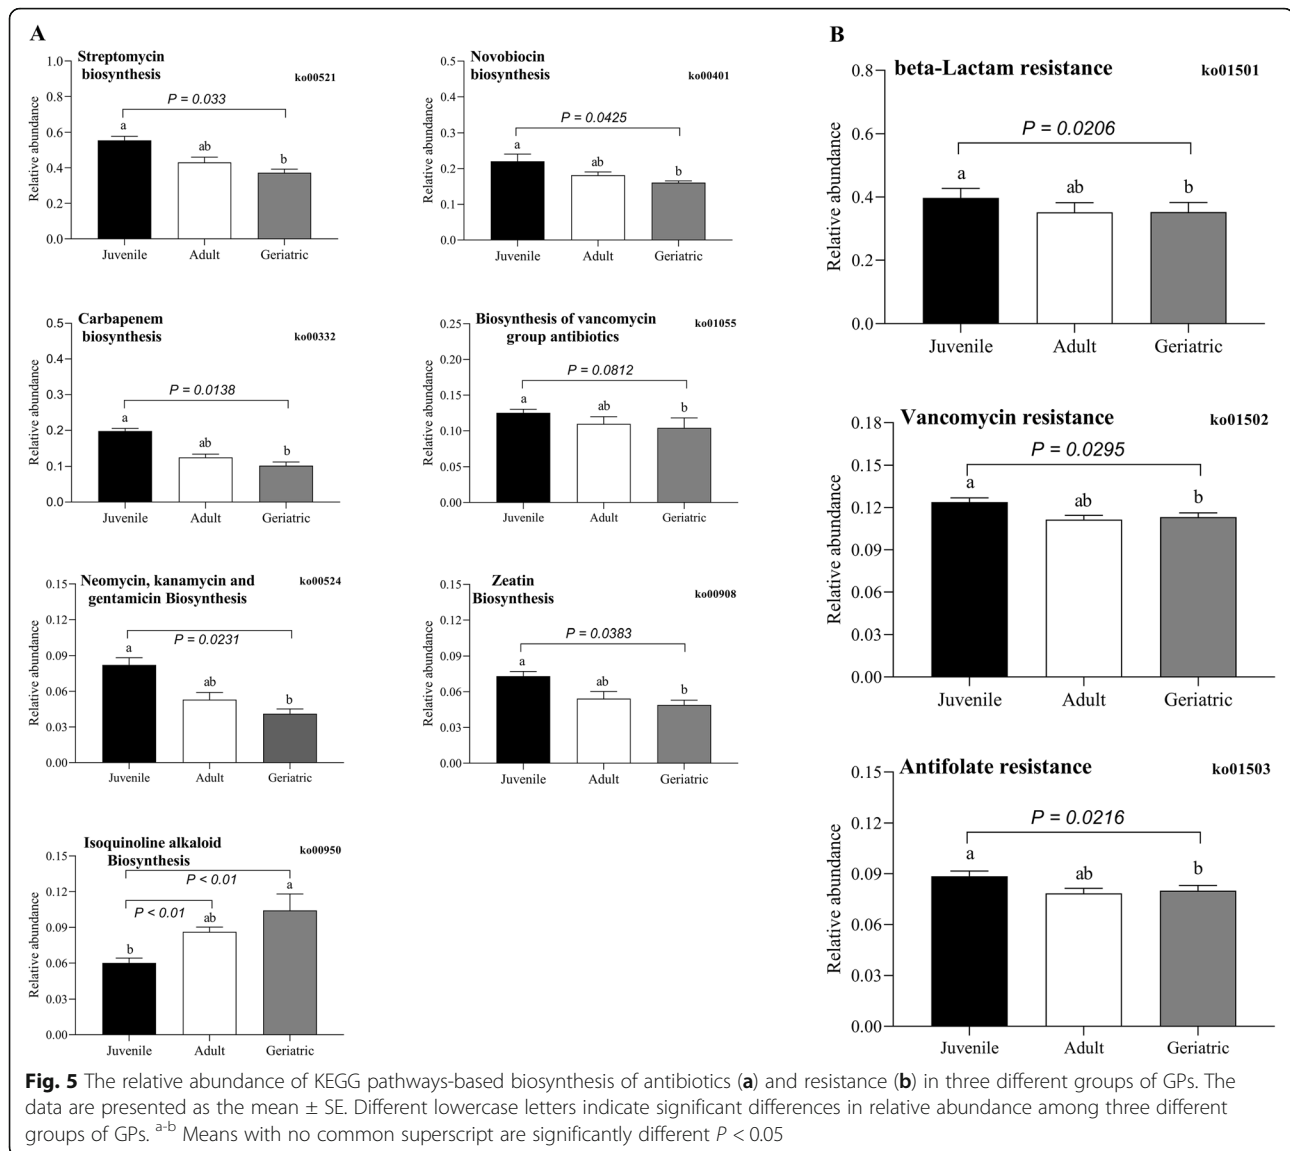 A
Streptomycin
biosynthesis
ko00521
Relative abundance
1.0
0.8
0.6
0.4
0.2
0.0
P = 0.033
a
ab
b
Juvenile Adult Geriatric
Novobiocin
biosynthesis
ko00401
Relative abundance
0.5
0.4
0.3
0.2
0.1
0.0
P = 0.0425
a
ab
b
Juvenile Adult Geriatric
Carbapenem
biosynthesis
ko00332
Relative abundance
0.5
0.4
0.3
0.2
0.1
0.0
P = 0.0138
a
ab
b
Juvenile Adult Geriatric
Biosynthesis of vancomycin
group antibiotics
ko01055
Relative abundance
0.25
0.20
0.15
0.10
0.05
0.00
P = 0.0812
a
ab
b
Juvenile Adult Geriatric
Neomycin, kanamycin and
gentamicin Biosynthesis
ko00524
Relative abundance
0.15
0.12
0.09
0.06
0.03
0.00
P = 0.0231
a
ab
b
Juvenile Adult Geriatric
Zeatin
Biosynthesis
ko00908
Relative abundance
0.15
0.12
0.09
0.06
0.03
0.00
P = 0.0383
a
ab
b
Juvenile Adult Geriatric
Isoquinoline alkaloid
Biosynthesis
ko00950
Relative abundance
0.15
0.12
0.09
0.06
0.03
0.00
P < 0.01
P < 0.01
b
ab
a
Juvenile Adult Geriatric
B
beta-Lactam resistance
ko01501
Relative abundance
0.8
0.6
0.4
0.2
0.0
P = 0.0206
a
ab
b
Juvenile Adult Geriatric
Vancomycin resistance
ko01502
Relative abundance
0.18
0.15
0.12
0.09
0.06
0.03
0.00
P = 0.0295
a
ab
b
Juvenile Adult Geriatric
Antifolate resistance
ko01503
Relative abundance
0.15
0.12
0.09
0.06
0.03
0.00
P = 0.0216
a
ab
b
Juvenile Adult Geriatric
Fig. 5 The relative abundance of KEGG pathways-based biosynthesis of antibiotics (a) and resistance (b) in three different groups of GPs. The
data are presented as the mean ± SE. Different lowercase letters indicate significant differences in relative abundance among three different
groups of GPs. a-b Means with no common superscript are significantly different P < 0.05